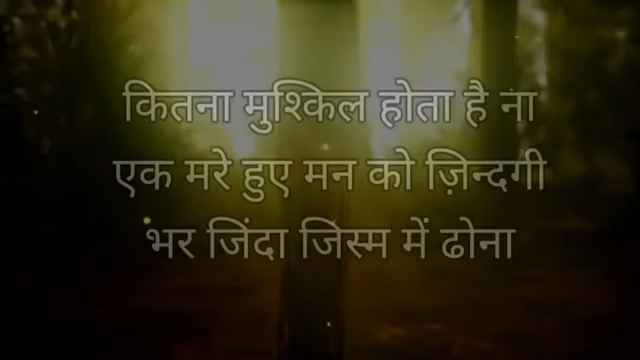 कितना मुश्किल होता है ना
एक मरे हुए मन को ज़िन्दगी
भर जिंदा जिस्म में ढोना